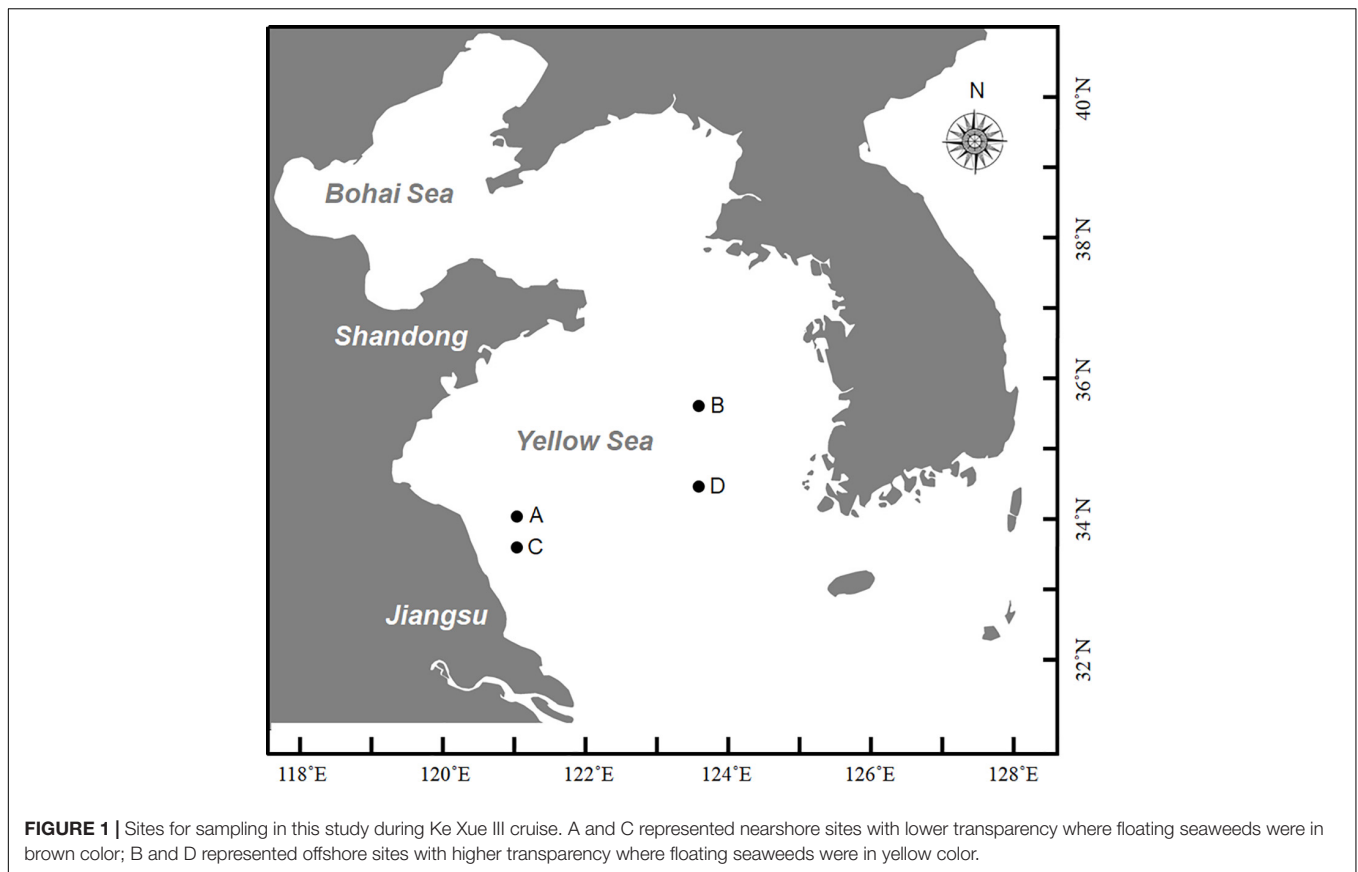 N
40°N
Bohai Sea
38°N
Shandong
36°N
B
Yellow Sea
D
34°N
A
C
Jiangsu
32°N
118°E 120°E 122°E 124°E 126°E 128°E
FIGURE 1 | Sites for sampling in this study during Ke Xue III cruise. A and C represented nearshore sites with lower transparency where floating seaweeds were in
brown color; B and D represented offshore sites with higher transparency where floating seaweeds were in yellow color.